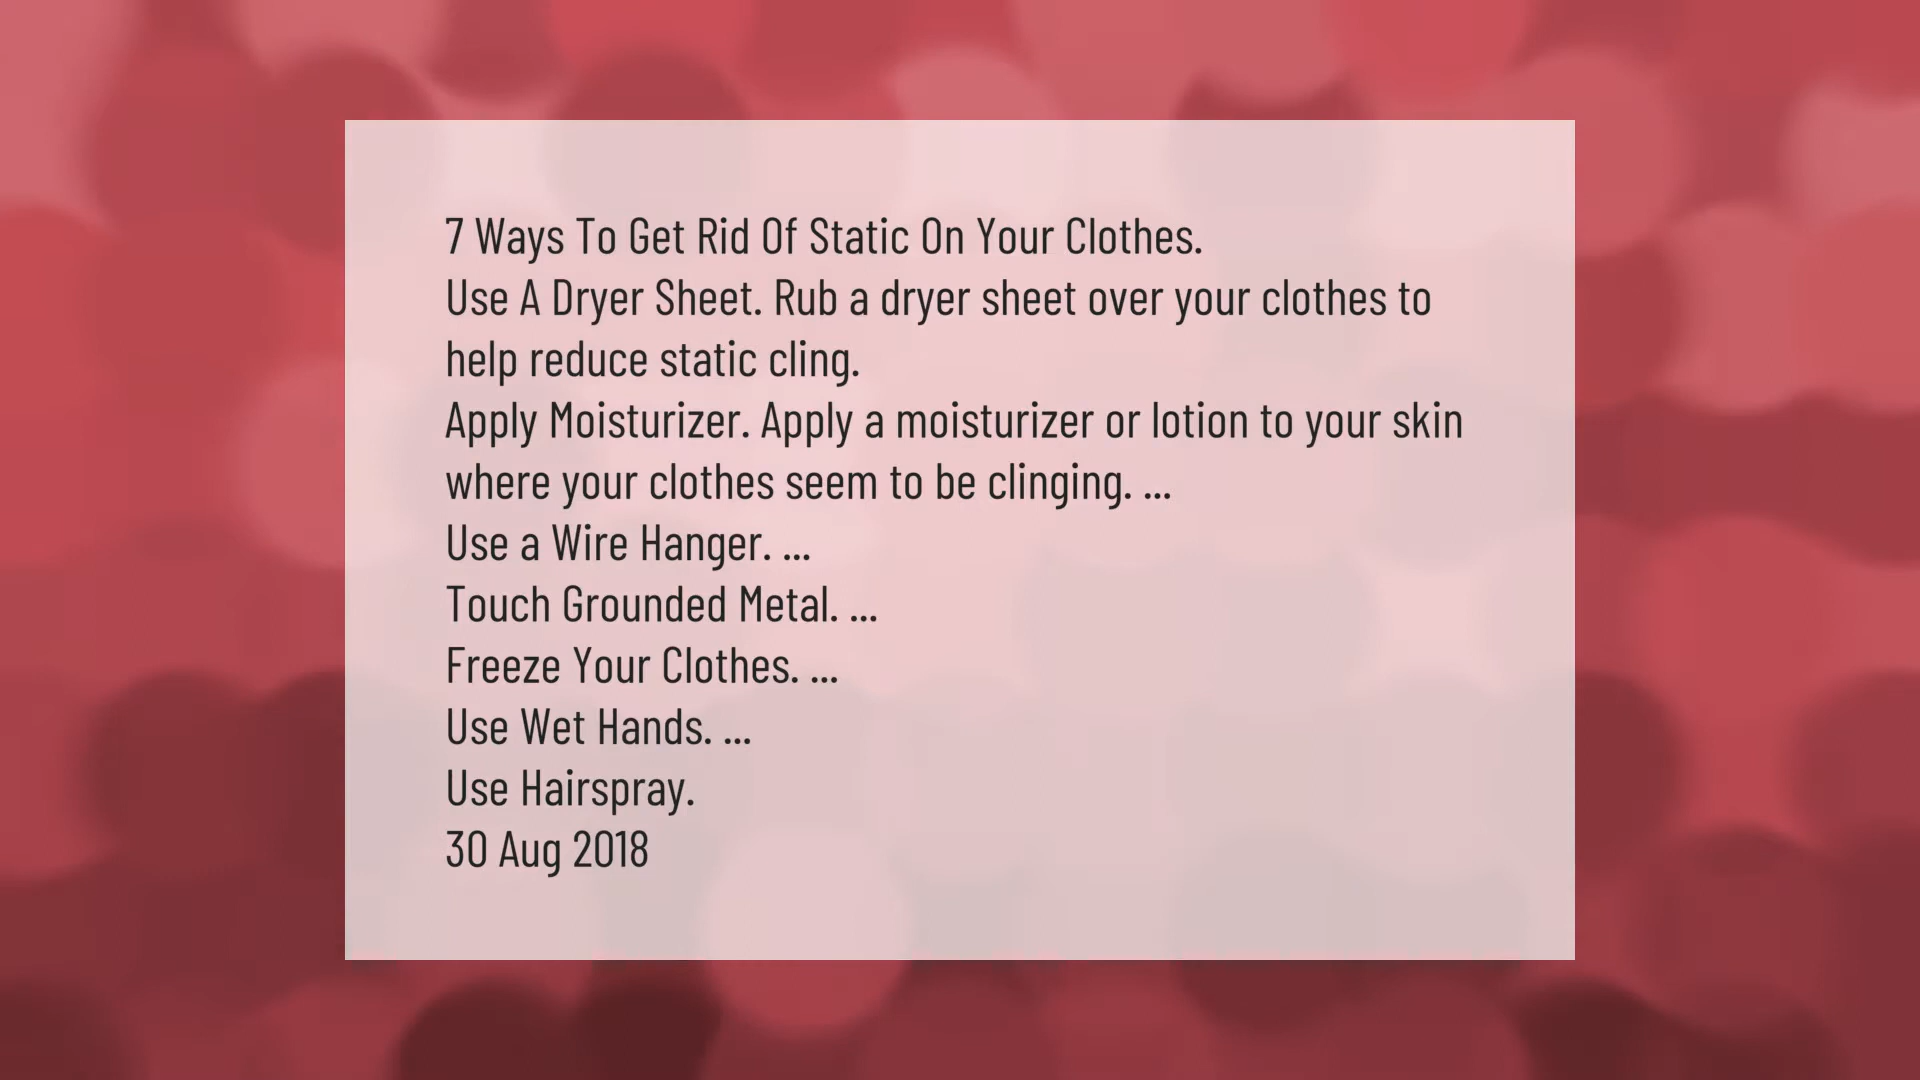 7 Ways To Get Rid Of Static On Your Clothes.
Use A Dryer Sheet. Rub a dryer sheet over your clothes to
help reduce static cling.
Apply Moisturizer. Apply a moisturizer or lotion to your skin
where your clothes seem to be clinging. ...
Use a Wire Hanger. ...
Touch Grounded Metal. ...
Freeze Your Clothes. ...
Use Wet Hands. ...
Use Hairspray.
30 Aug 2018